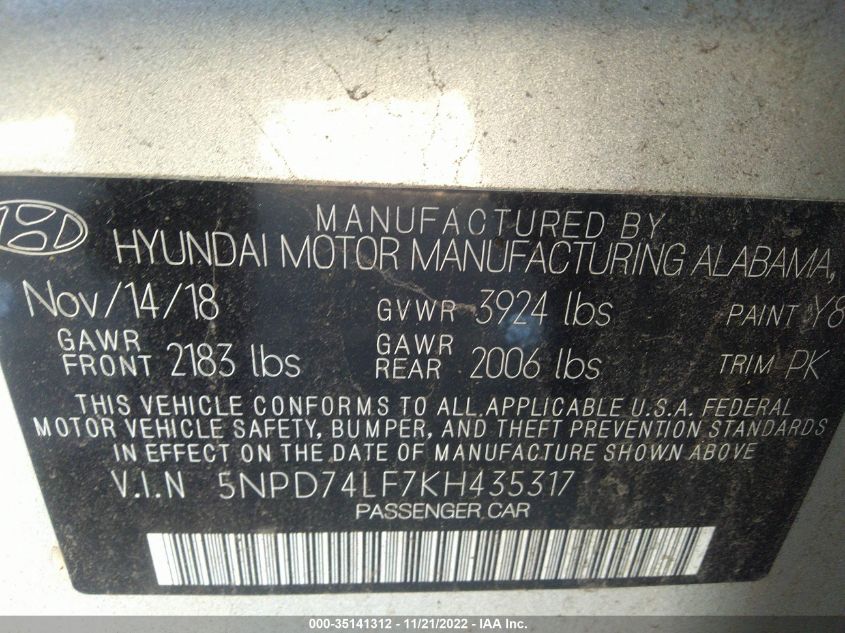 MANUFACTURED BY
HYUNDAI MOTOR MANUFACTURING ALABAMA,
Nov/14/18 GVWR 3924 lbs PAINT Y8
GAWR FRONT 2183 lbs GAWR REAR 2006 lbs TRIM PK
THIS VEHICLE CONFORMS TO ALL APPLICABLE U.S.A. FEDERAL
MOTOR VEHICLE SAFETY, BUMPER, AND THEFT PREVENTION STANDARDS
IN EFFECT ON THE DATE OF MANUFACTURE SHOWN ABOVE
V.I.N 5NPD74LF7KH435317
PASSENGER CAR
000-35141312 - 11/21/2022 - IAA Inc.